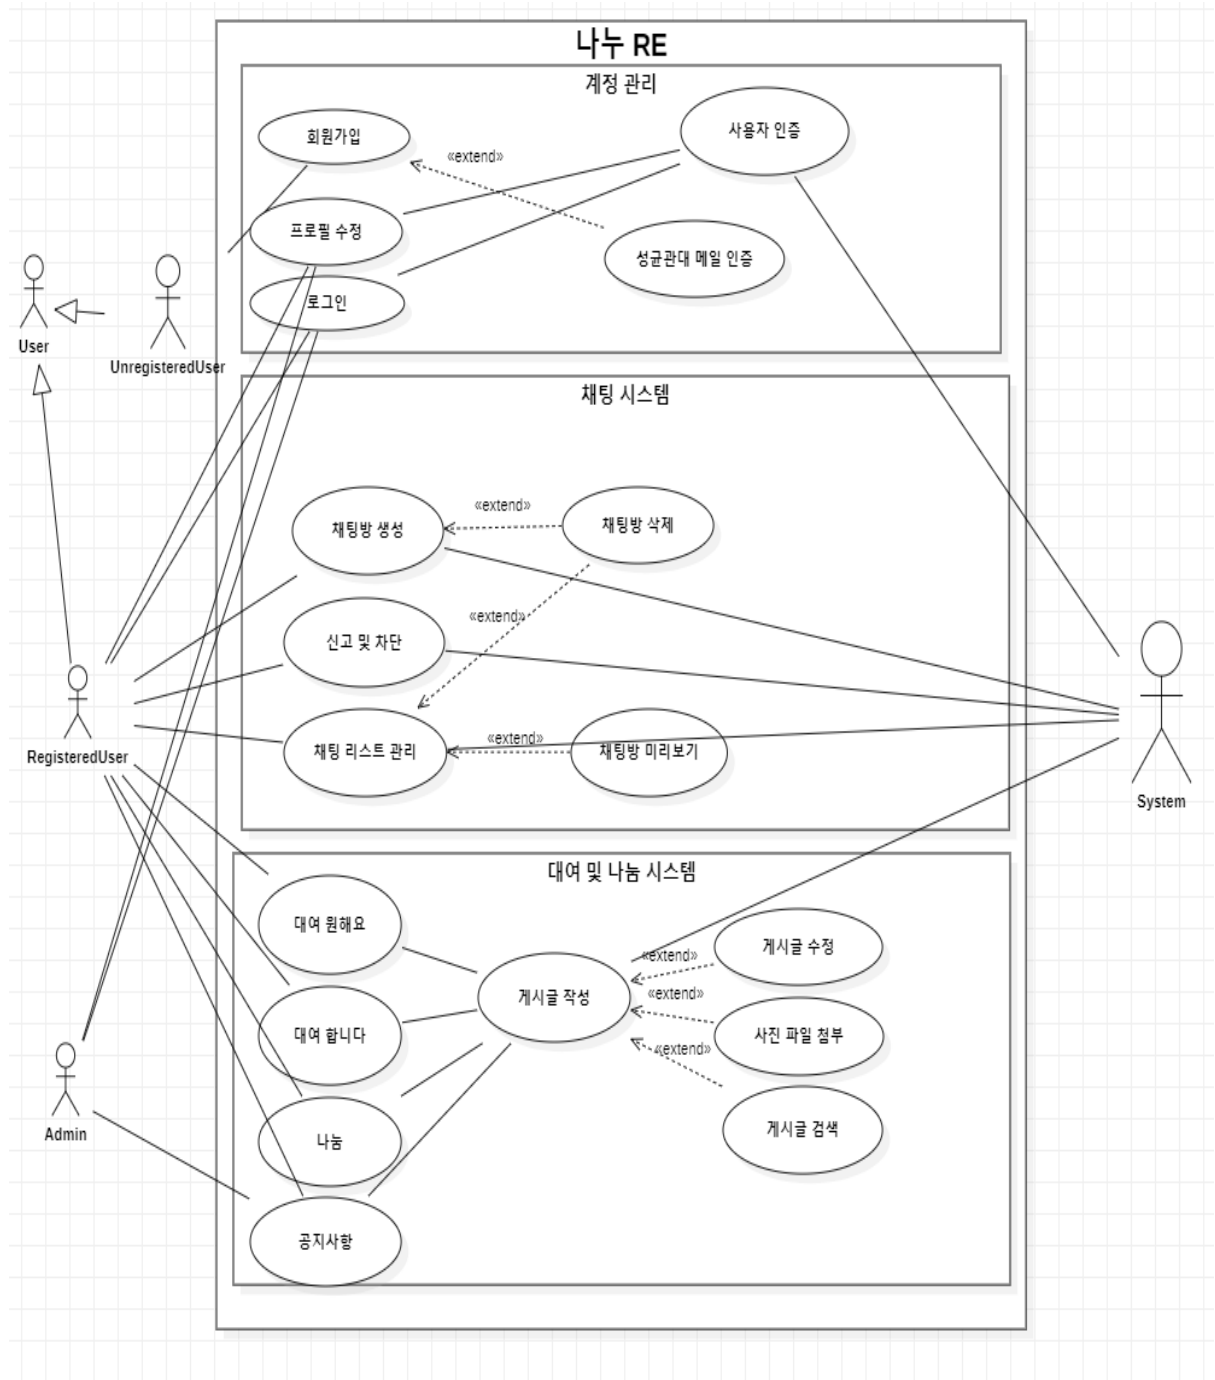 나누 RE
계정 관리
회원가입
사용자 인증
«extend»
프로필 수정
성균관대 메일 인증
로그인
User
UnregisteredUser
채팅 시스템
«extend»
채팅방 생성
채팅방 삭제
«extend»
신고 및 차단
«extend»
채팅 리스트 관리
채팅방 미리보기
RegisteredUser
System
대여 및 나눔 시스템
대여 원해요
게시글 수정
«extend»
게시글 작성
«extend»
대여 합니다
사진 파일 첨부
«extend»
나눔
게시글 검색
Admin
공지사항